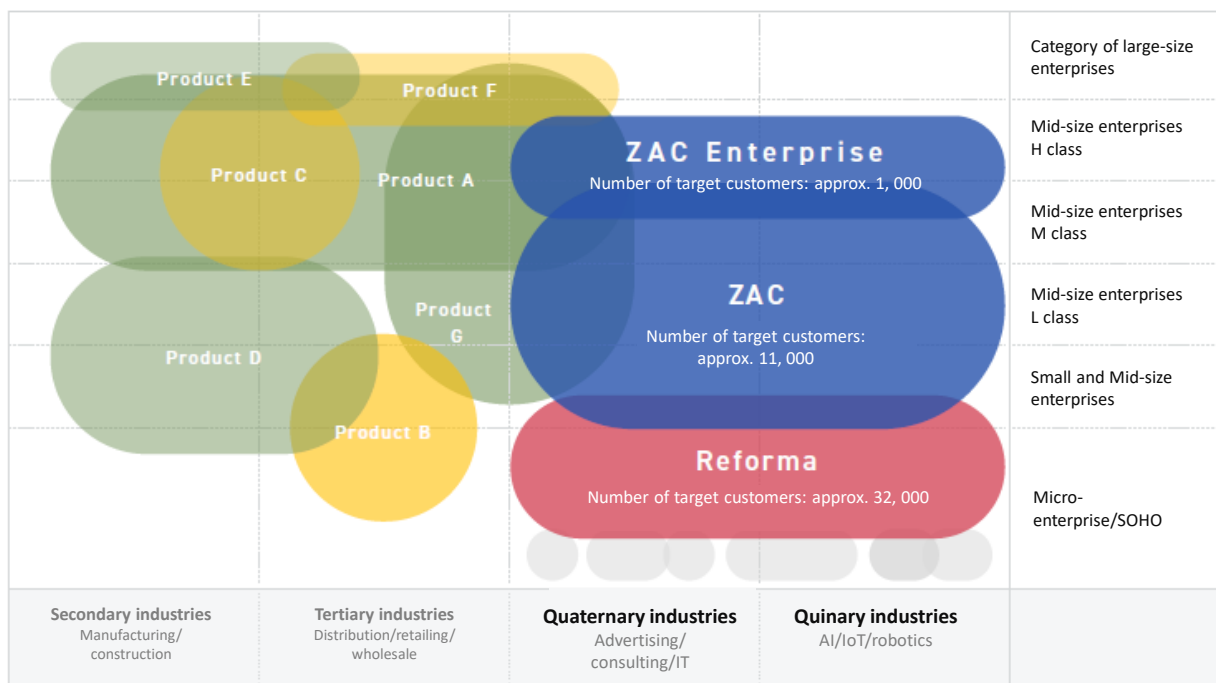 Category of large-size
enterprises
Product E
Product F
Mid-size enterprises
H class
ZAC Enterprise
Number of target customers: approx. 1, 000
Product C
Product A
Mid-size enterprises
M class
ZAC
Number of target customers:
approx. 11, 000
Mid-size enterprises
L class
Product
G
Product D
Small and Mid-size
enterprises
Product B
Reforma
Number of target customers: approx. 32, 000
Micro-
enterprise/SOHO
Secondary industries
Manufacturing/
construction
Tertiary industries
Distribution/retailing/
wholesale
Quaternary industries
Advertising/
consulting/IT
Quinary industries
AI/IoT/robotics